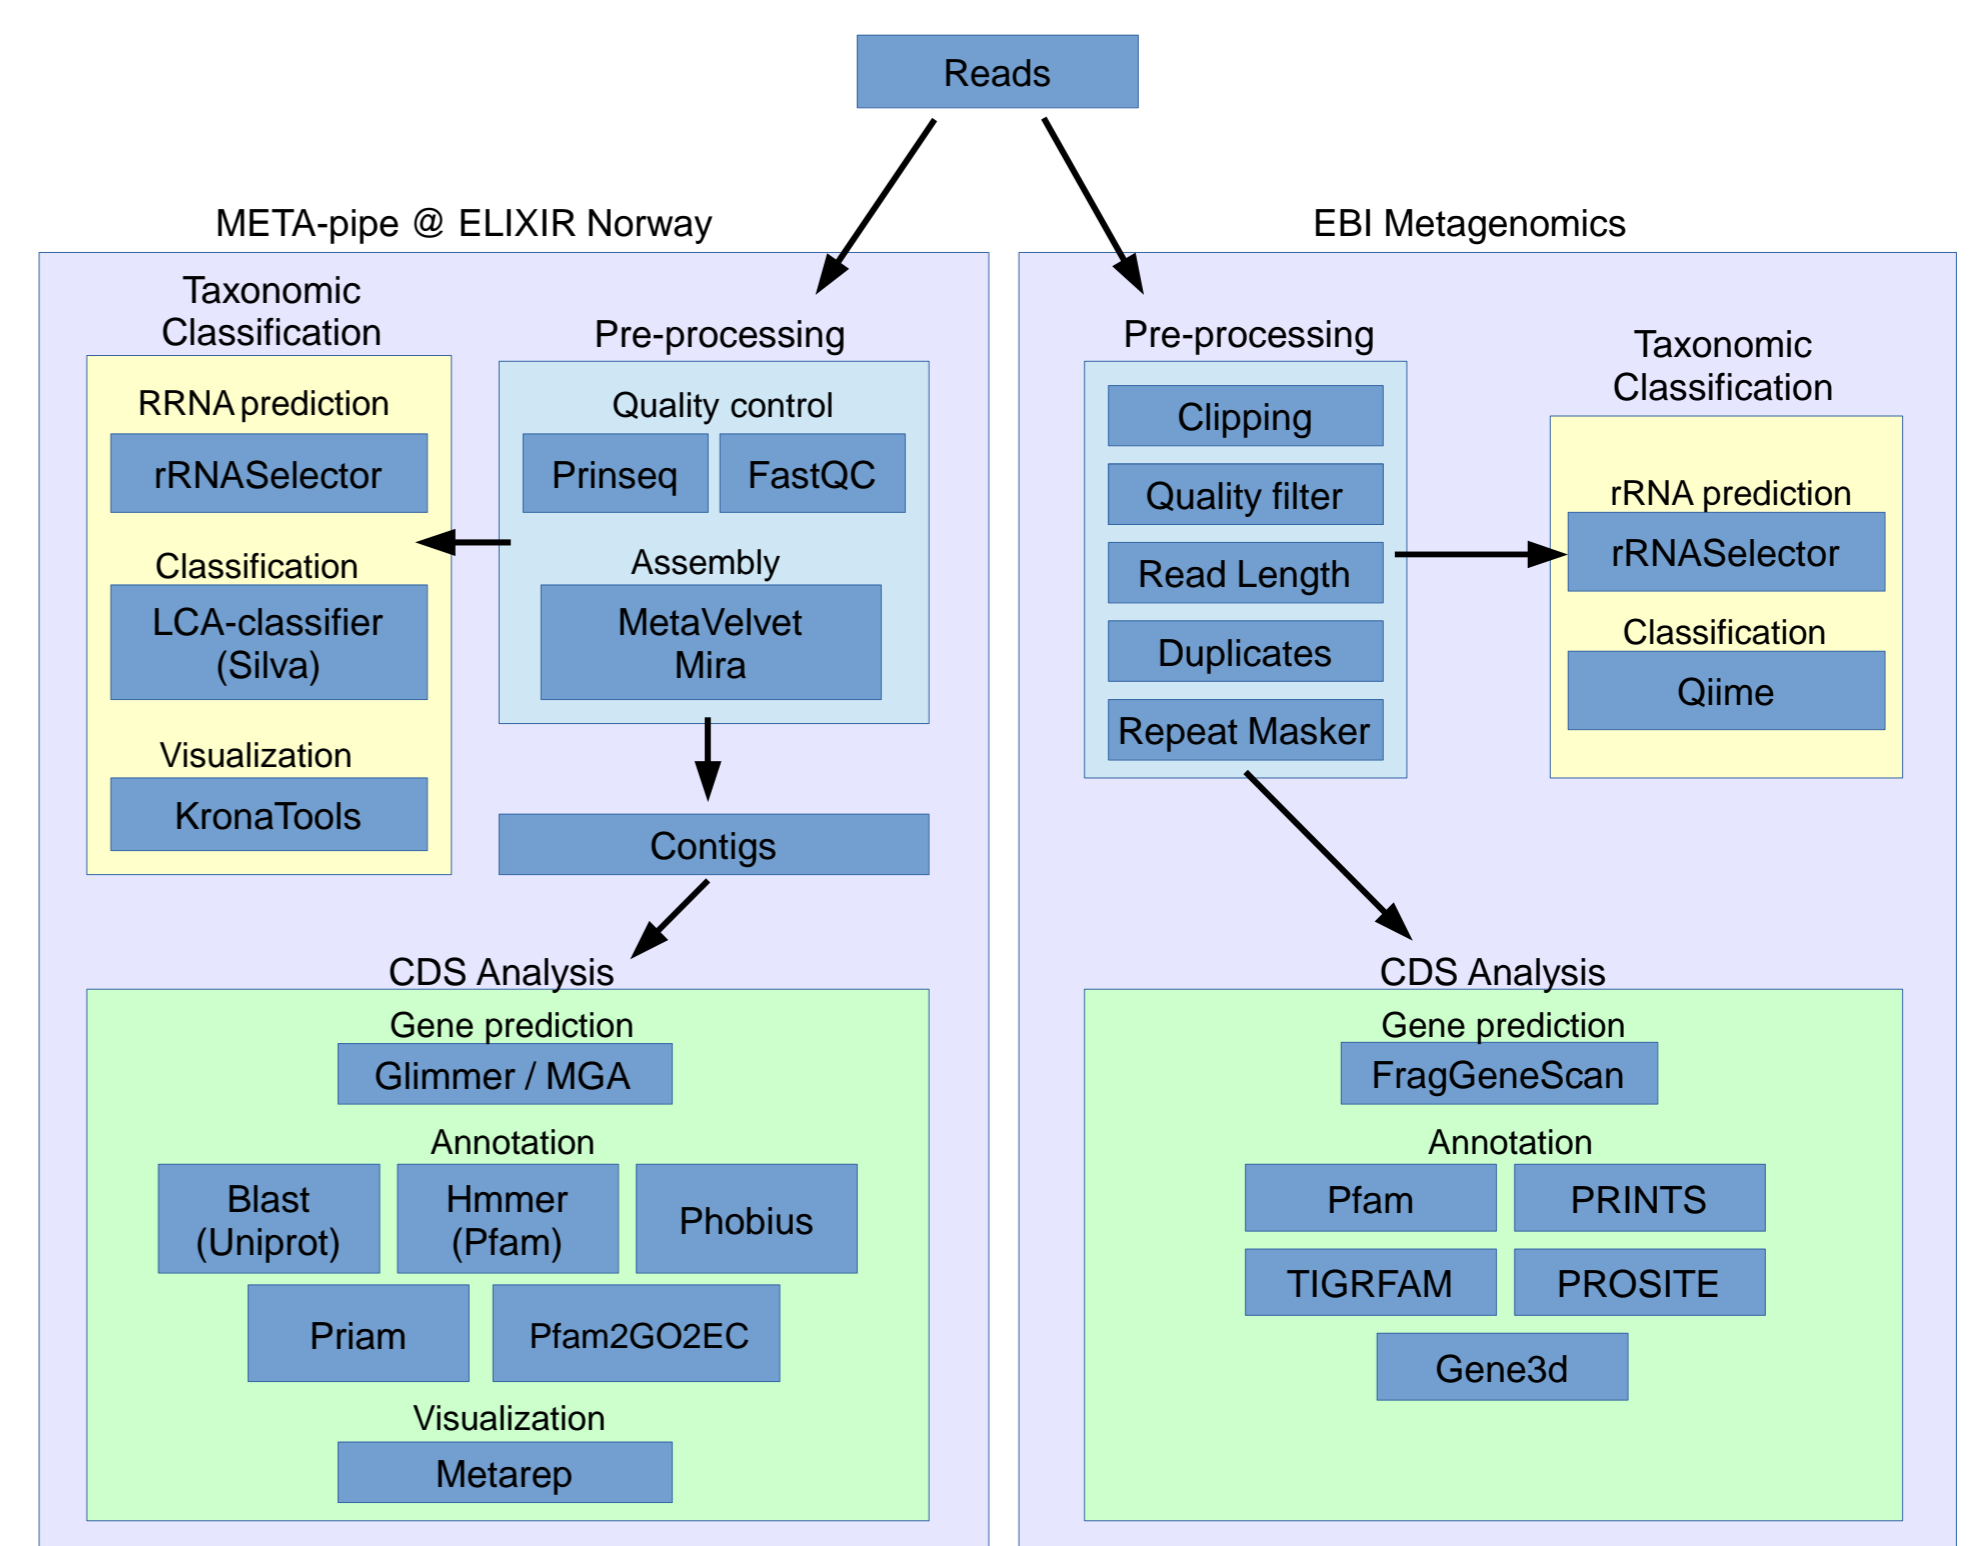 Reads
META-pipe @ ELIXIR Norway
Taxonomic
Classification
RRNA prediction
rRNASelector
Classification
LCA-classifier
(Silva)
Visualization
KronaTools
Pre-processing
Quality control
Prinseq
FastQC
Assembly
MetaVelvet
Mira
Contigs
CDS Analysis
Gene prediction
Glimmer / MGA
Annotation
Blast
(Uniprot)
Hmmer
(Pfam)
Phobius
Priam
Pfam2GO2EC
Visualization
Metarep
EBI Metagenomics
Pre-processing
Clipping
Quality filter
Read Length
Duplicates
Repeat Masker
Taxonomic
Classification
rRNA prediction
rRNASelector
Classification
Qiime
CDS Analysis
Gene prediction
FragGeneScan
Annotation
Pfam
PRINTS
TIGRFAM
PROSITE
Gene3d